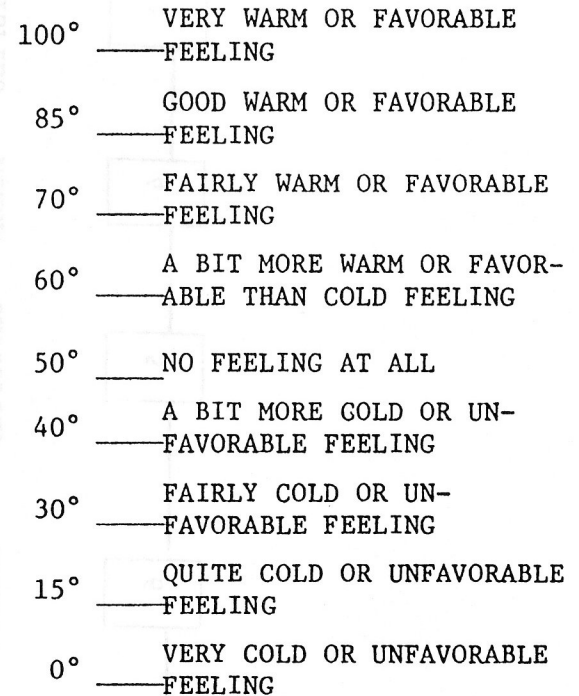 VERY WARM OR FAVORABLE
100° FEELING
GOOD WARM OR FAVORABLE
85° FEELING
FAIRLY WARM OR FAVORABLE
70° FEELING
A BIT MORE WARM OR FAVOR-
60° ABLE THAN COLD FEELING
50° NO FEELING AT ALL
A BIT MORE COLD OR UN-
40° FAVORABLE FEELING
FAIRLY COLD OR UN-
30° FAVORABLE FEELING
QUITE COLD OR UNFAVORABLE
15° FEELING
VERY COLD OR UNFAVORABLE
0° FEELING